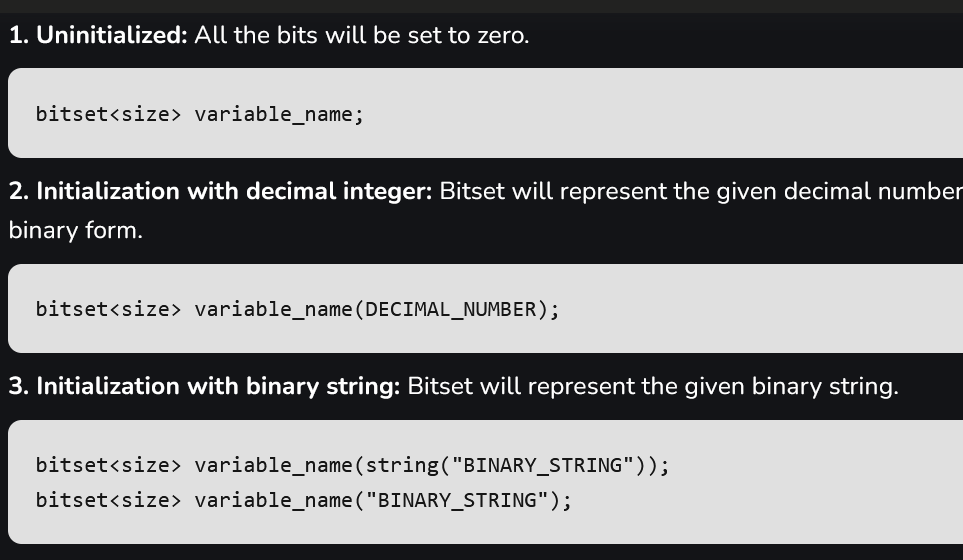 1. Uninitialized: All the bits will be set to zero.
bitset<size> variable_name;
2. Initialization with decimal integer: Bitset will represent the given decimal number
binary form.
bitset<size> variable_name(DECIMAL_NUMBER);
3. Initialization with binary string: Bitset will represent the given binary string.
bitset<size> variable_name(string("BINARY_STRING"));
bitset<size> variable_name("BINARY_STRING");